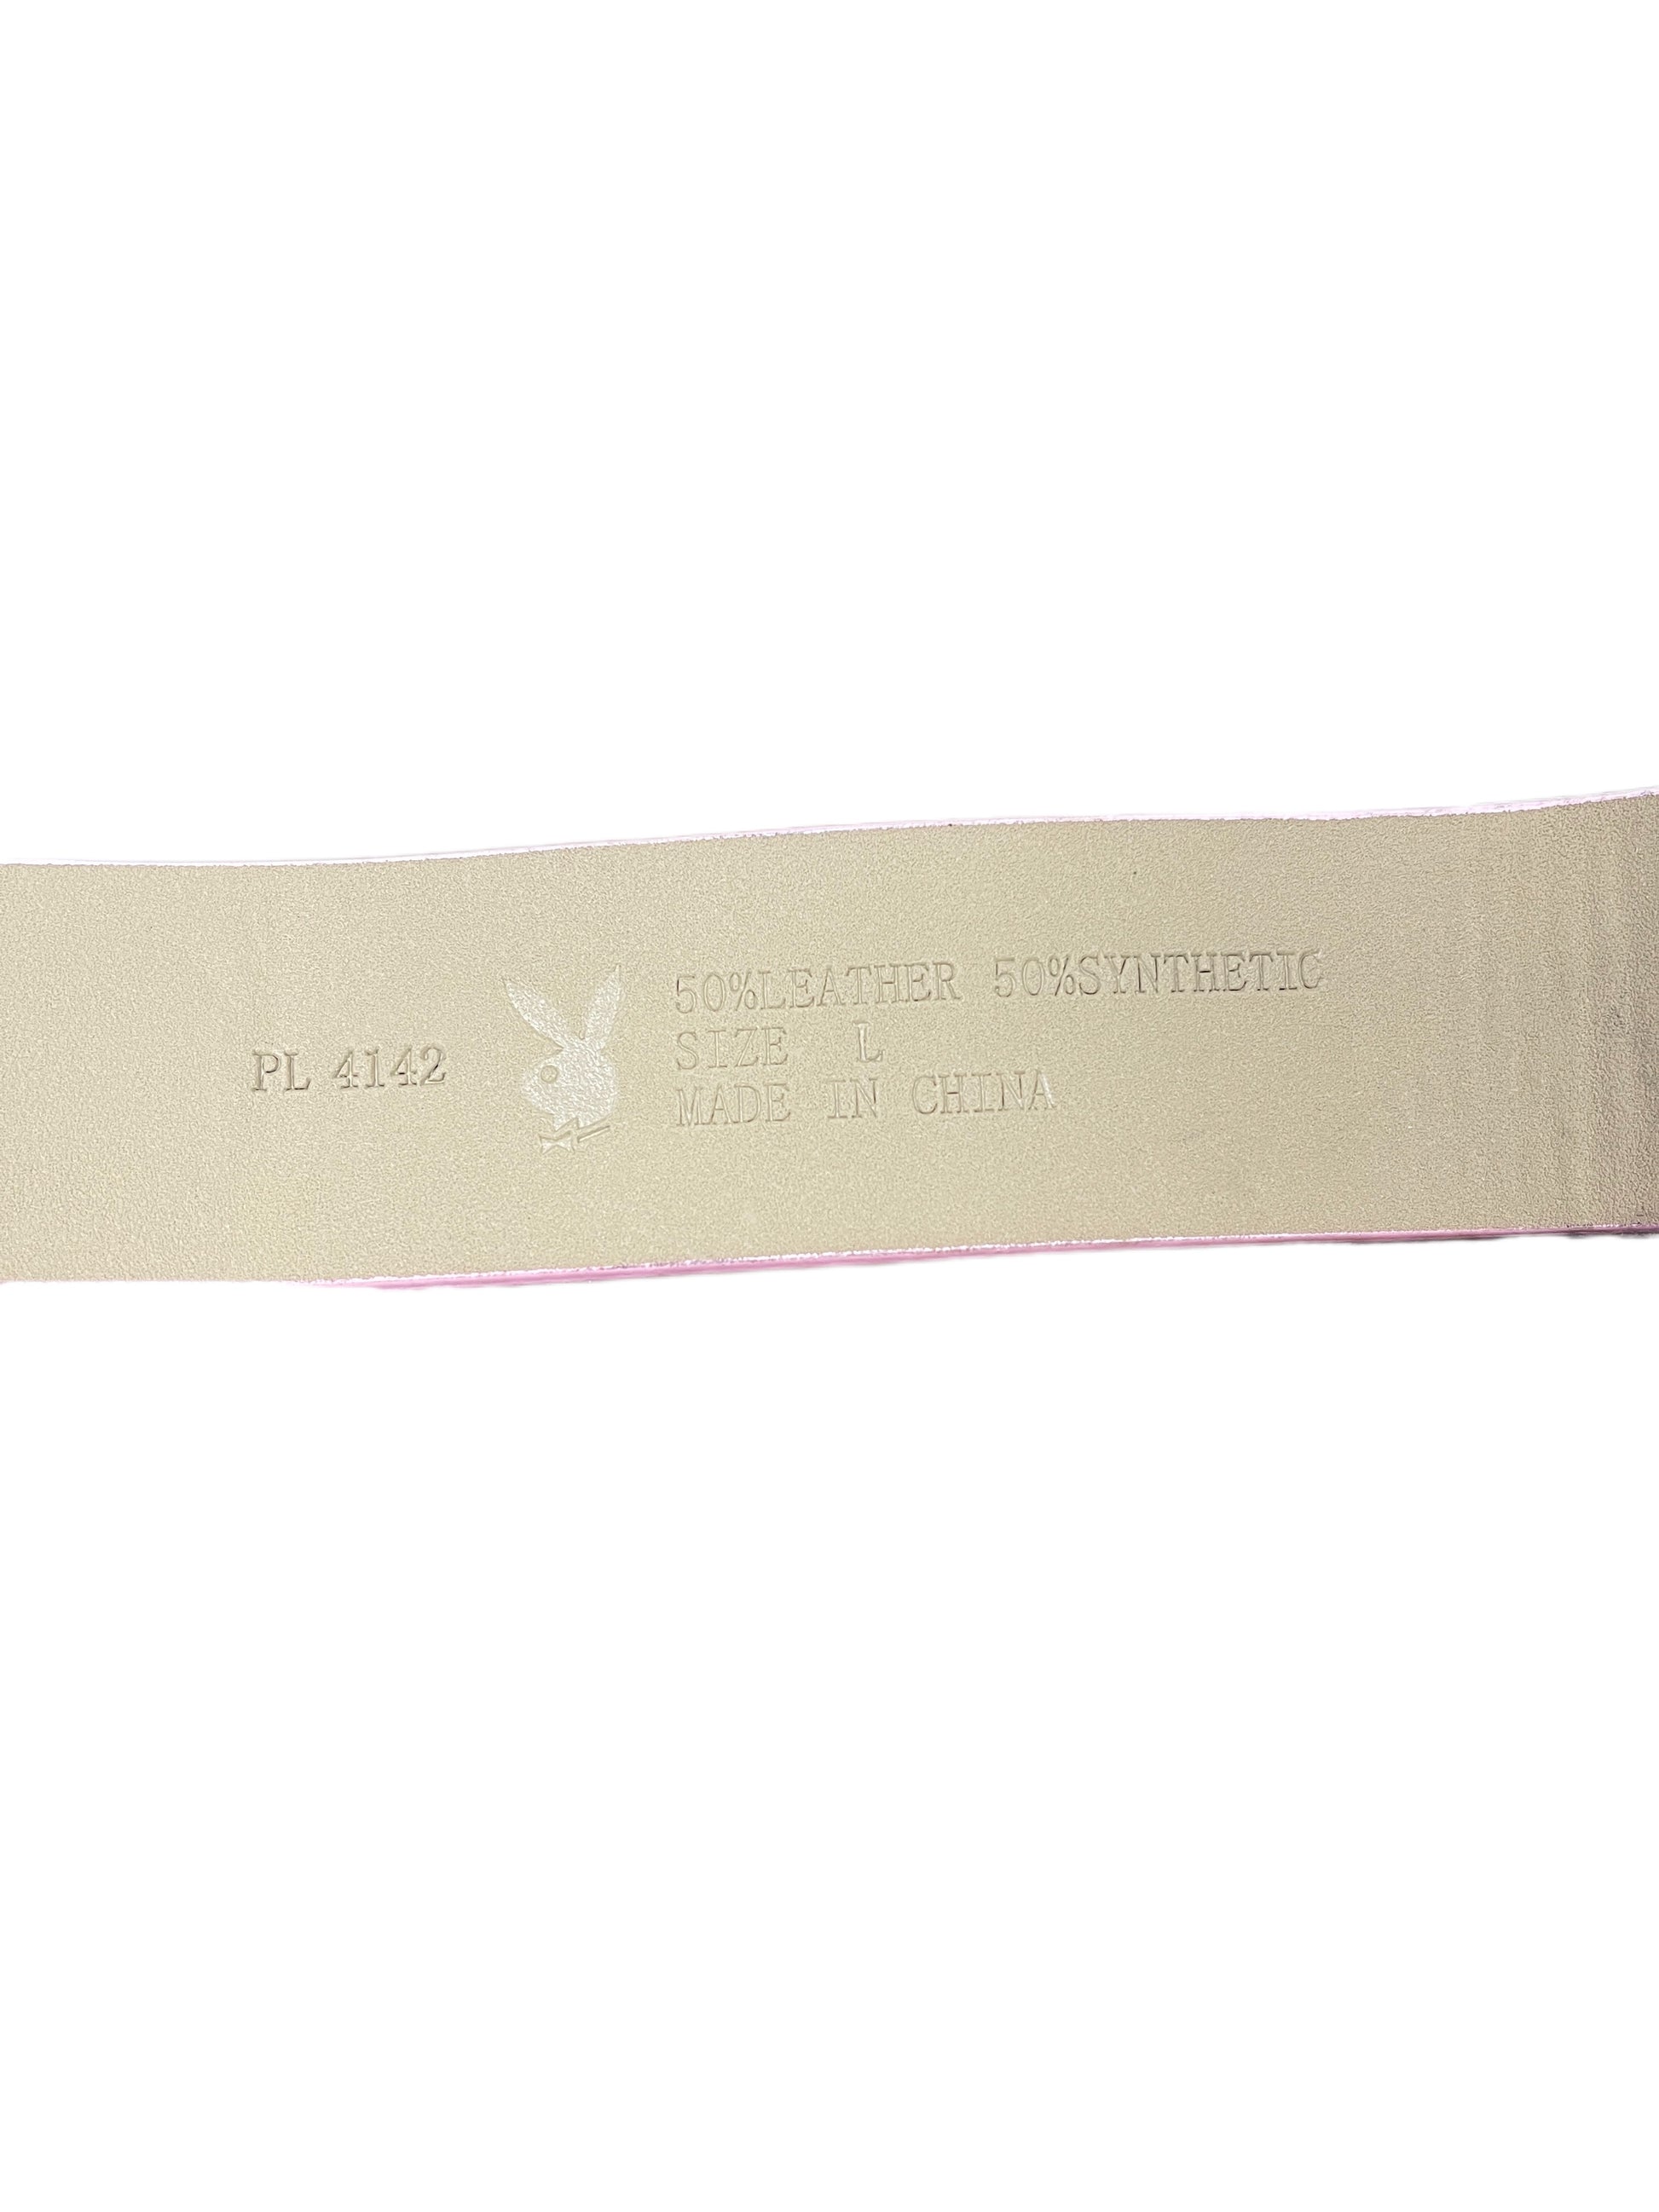 PL 4142
50%LEATHER 50%SYNTHETIC
SIZE L
MADE IN CHINA